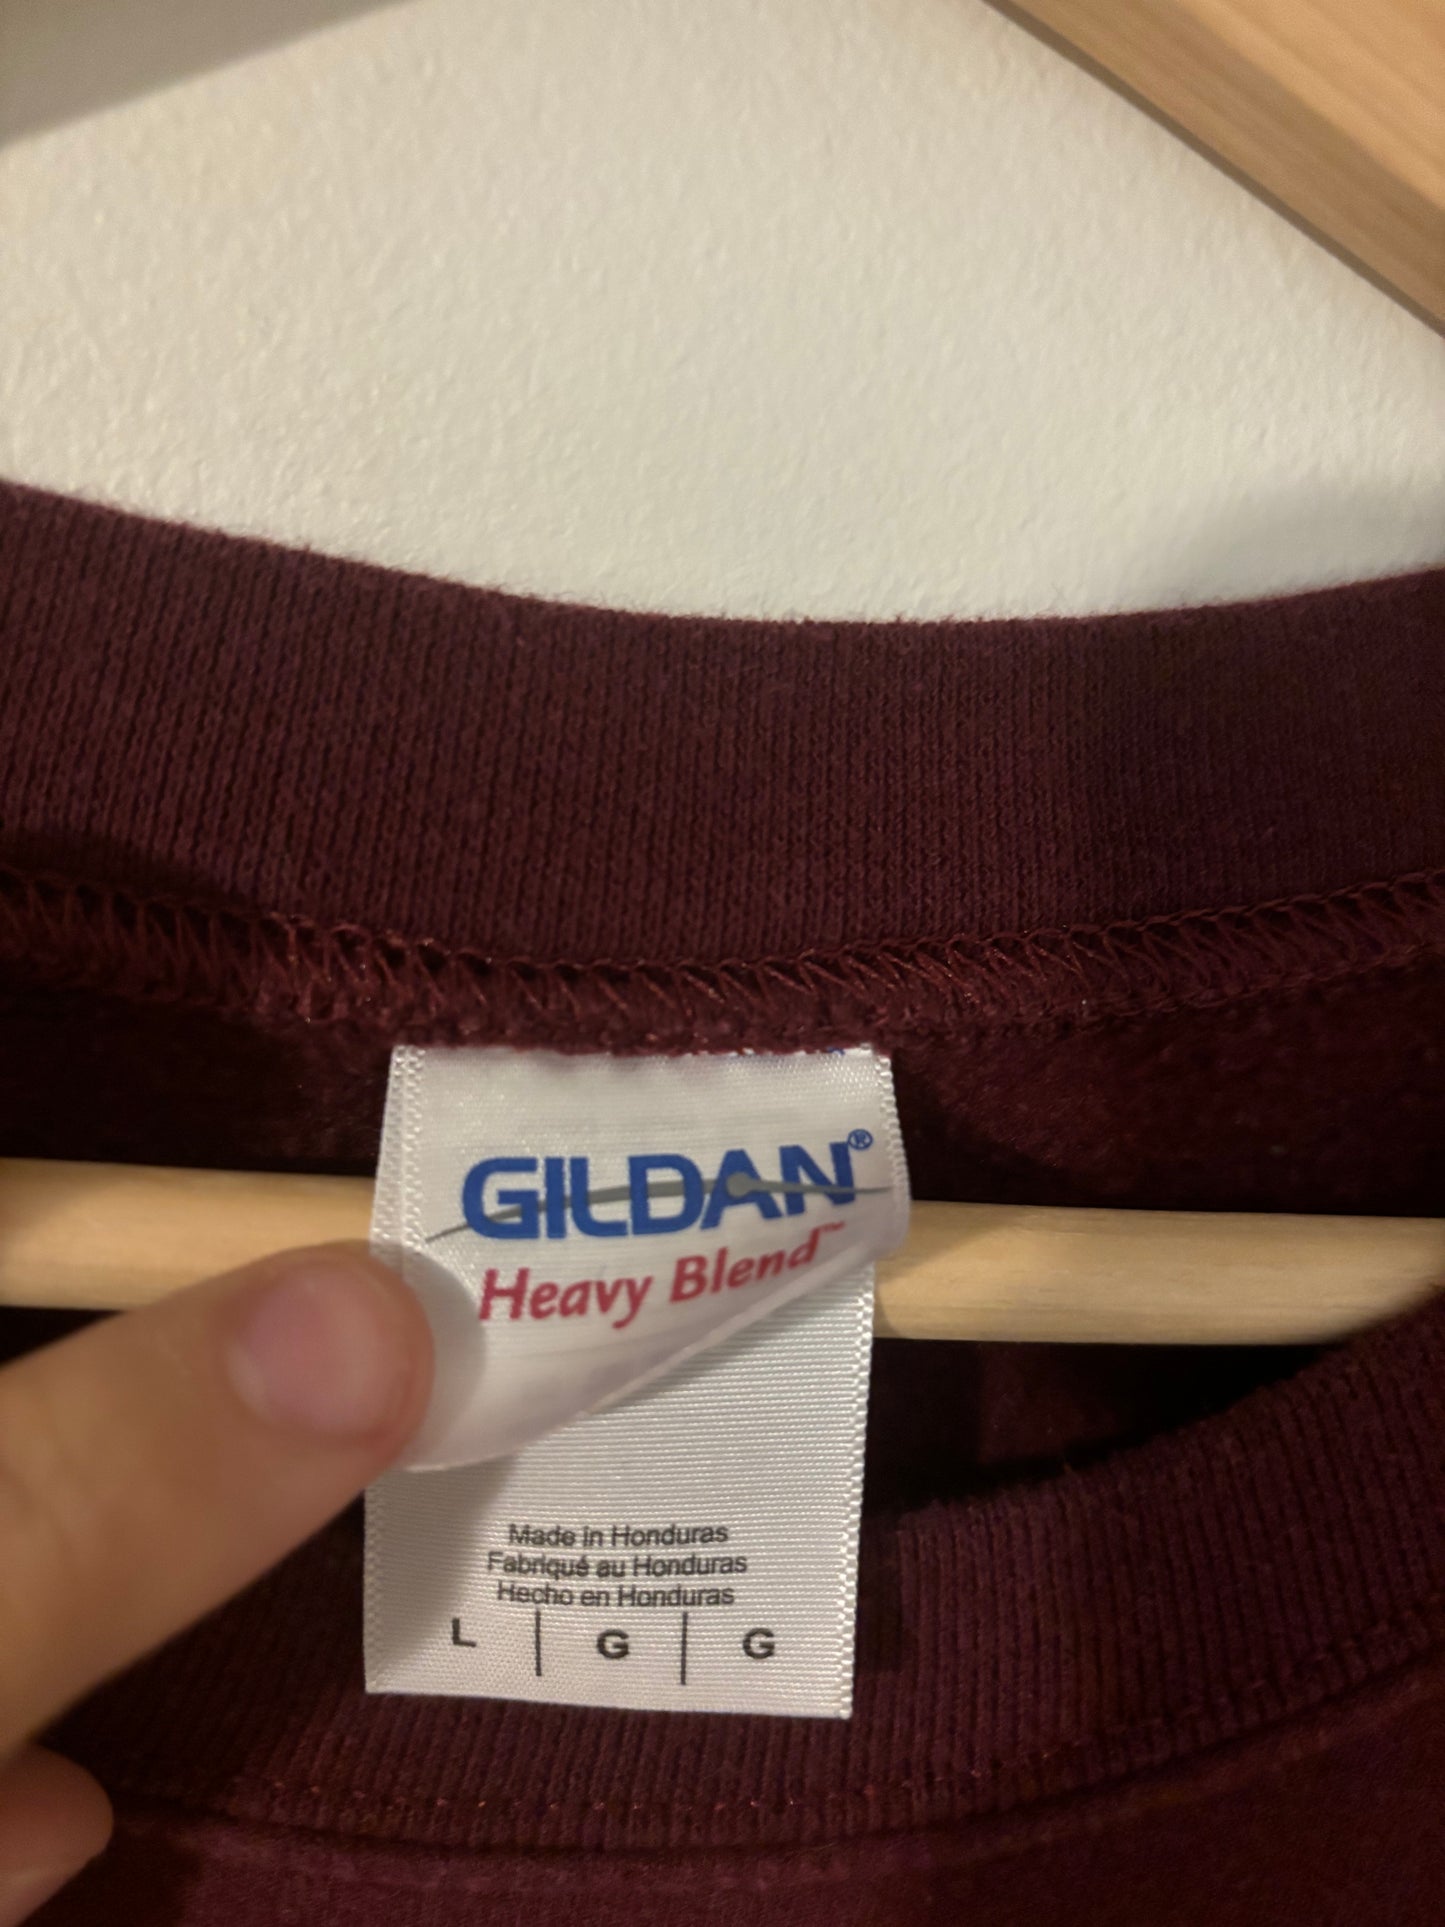 GILDAN®
Heavy Blend™
Made in Honduras
Fabriqué au Honduras
Hecho en Honduras
L | G | G